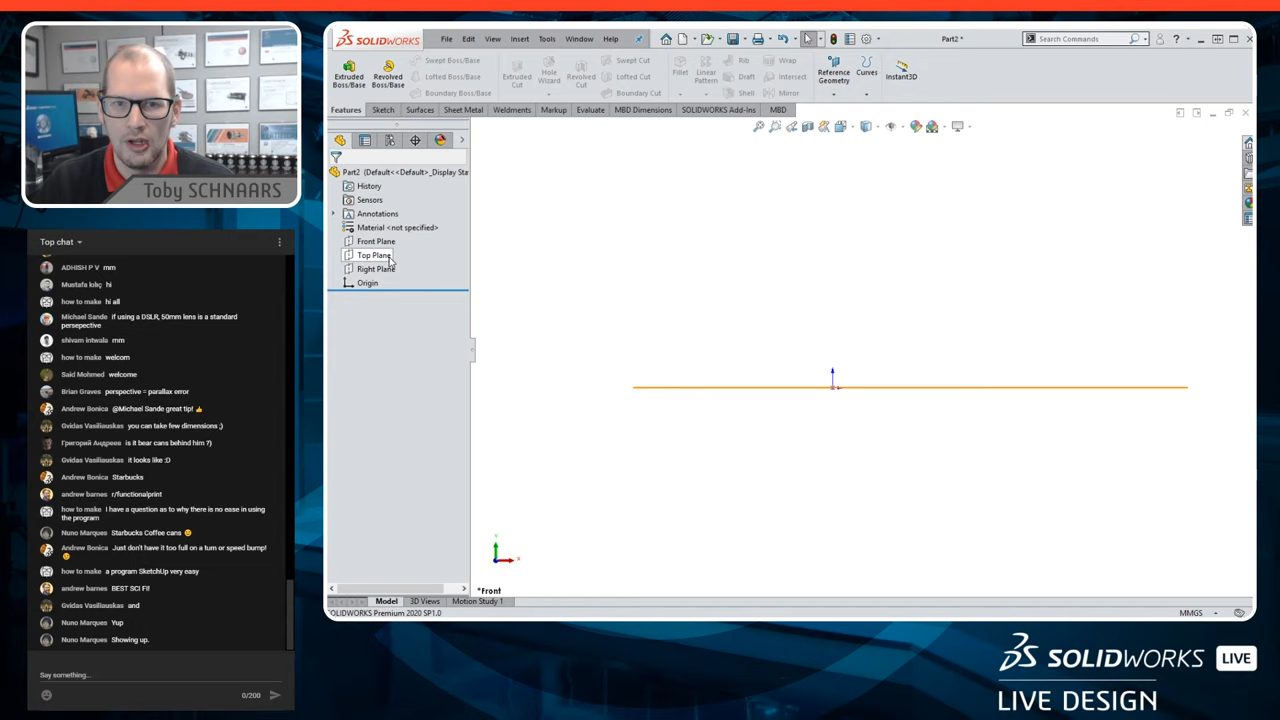 Toby SCHNAARS
Top chat
ADHISH P V mm
Mustafa kılıç hi
how to make hi all
Michael Sande if using a DSLR, 50mm lens is a standard
persepective
shivam intwala mm
how to make welcom
Said Mohmed welcome
Brian Graves perspective = parallax error
Andrew Bonica @Michael Sande great tip! 👍
Gvidas Vasiliauskas you can take few dimensions ;)
Григорий Андреев is it bear cans behind him ?)
Gvidas Vasiliauskas it looks like :D
Andrew Bonica Starbucks
andrew barnes r/functionalprint
how to make I have a question as to why there is no ease in using
the program
Nuno Marques Starbucks Coffee cans 😉
Andrew Bonica Just don't have it too full on a turn or speed bump!
😉
how to make a program SketchUp very easy
andrew barnes BEST SCI FI!
Gvidas Vasiliauskas and
Nuno Marques Yup
Nuno Marques Showing up.
Say something...
0/200
SOLIDWORKS
File Edit View Insert Tools Window Help
Part2 *
Search Commands
Extruded Boss/Base
Revolved Boss/Base
Swept Boss/Base
Lofted Boss/Base
Boundary Boss/Base
Extruded Cut
Hole Wizard
Revolved Cut
Swept Cut
Lofted Cut
Boundary Cut
Fillet
Linear Pattern
Rib
Draft
Shell
Wrap
Intersect
Mirror
Reference Geometry
Curves
Instant3D
Features Sketch Surfaces Sheet Metal Weldments Markup Evaluate MBD Dimensions SOLIDWORKS Add-Ins MBD
Part2 (Default<<Default>_Display Sta
History
Sensors
Annotations
Material <not specified>
Front Plane
Top Plane
Right Plane
Origin
Y
X
*Front
Model 3D Views Motion Study 1
OLIDWORKS Premium 2020 SP1.0
MMGS
SOLIDWORKS LIVE
LIVE DESIGN